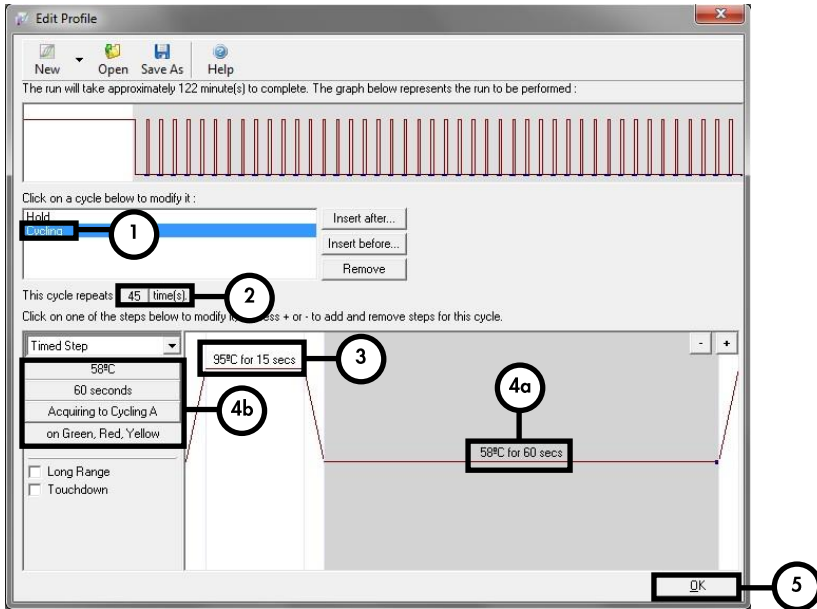 Edit Profile
New Open Save As Help
The run will take approximately 122 minute(s) to complete. The graph below represents the run to be performed :
Click on a cycle below to modify it :
Hold
Cycling
1
Insert after...
Insert before...
Remove
This cycle repeats 45 time(s).
2
Click on one of the steps below to modify it, press + or - to add and remove steps for this cycle.
Timed Step
58ºC
60 seconds
Acquiring to Cycling A
on Green, Red, Yellow
4b
Long Range
Touchdown
95ºC for 15 secs
3
- +
4a
58ºC for 60 secs
OK
5